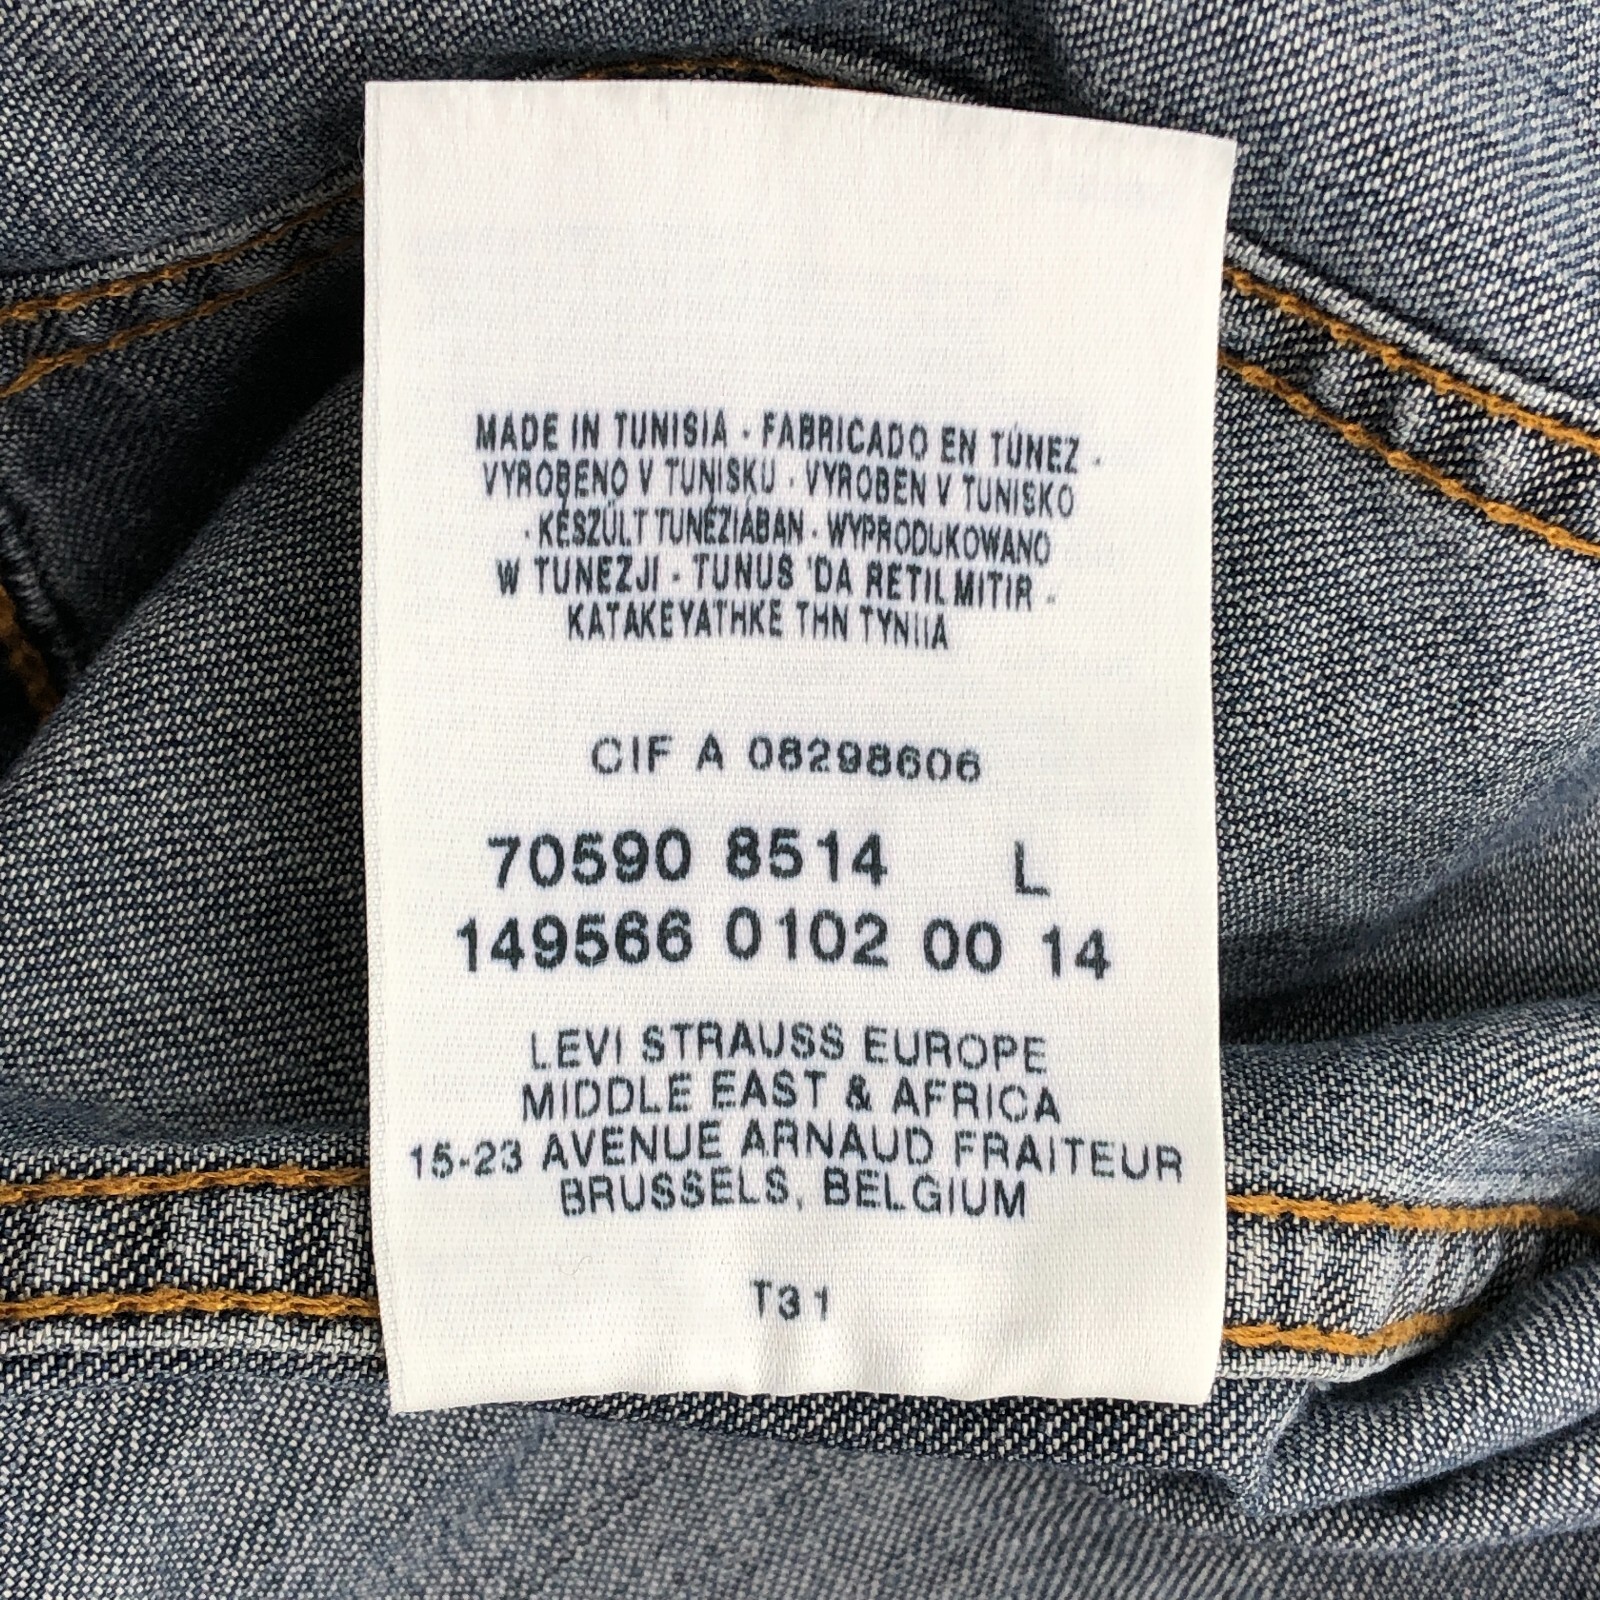 MADE IN TUNISIA · FABRICADO EN TÚNEZ ·
VYROBENO V TUNISKU · VYROBEN V TUNISKO
· KÉSZÜLT TUNÉZIÁBAN · WYPRODUKOWANO
W TUNEZJI · TUNUS 'DA RETILMITIR ·
KATAKEYATHKE THN TYNIIA
CIF A 08298606
70590 8514 L
149566 0102 00 14
LEVI STRAUSS EUROPE
MIDDLE EAST & AFRICA
15-23 AVENUE ARNAUD FRAITEUR
BRUSSELS, BELGIUM
T31